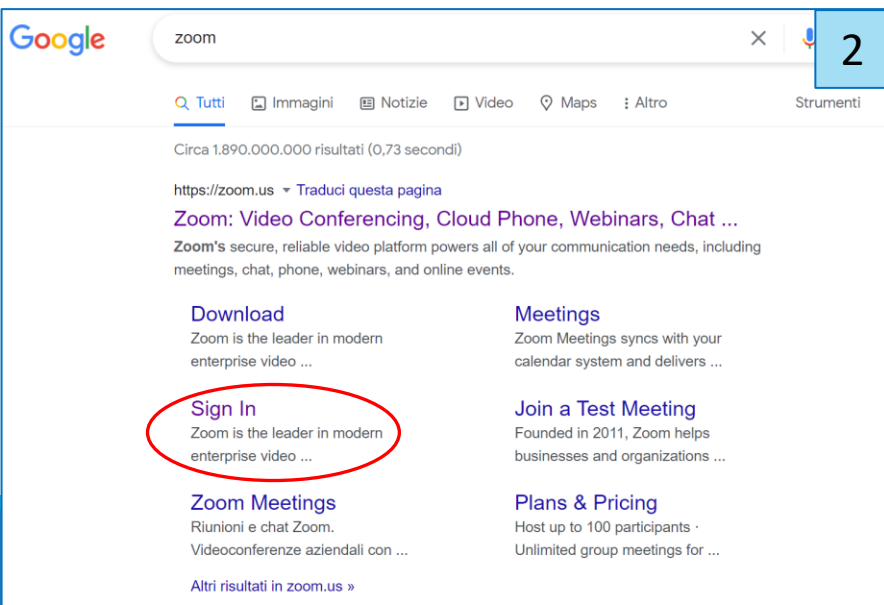 Google
zoom
2
Tutti Immagini Notizie Video Maps Altro Strumenti
Circa 1.890.000.000 risultati (0,73 secondi)
https://zoom.us Traduci questa pagina
Zoom: Video Conferencing, Cloud Phone, Webinars, Chat ...
Zoom's secure, reliable video platform powers all of your communication needs, including
meetings, chat, phone, webinars, and online events.
Download
Zoom is the leader in modern
enterprise video ...
Meetings
Zoom Meetings syncs with your
calendar system and delivers ...
Sign In
Zoom is the leader in modern
enterprise video ...
Join a Test Meeting
Founded in 2011, Zoom helps
businesses and organizations ...
Zoom Meetings
Riunioni e chat Zoom.
Videoconferenze aziendali con ...
Plans & Pricing
Host up to 100 participants ·
Unlimited group meetings for ...
Altri risultati in zoom.us »